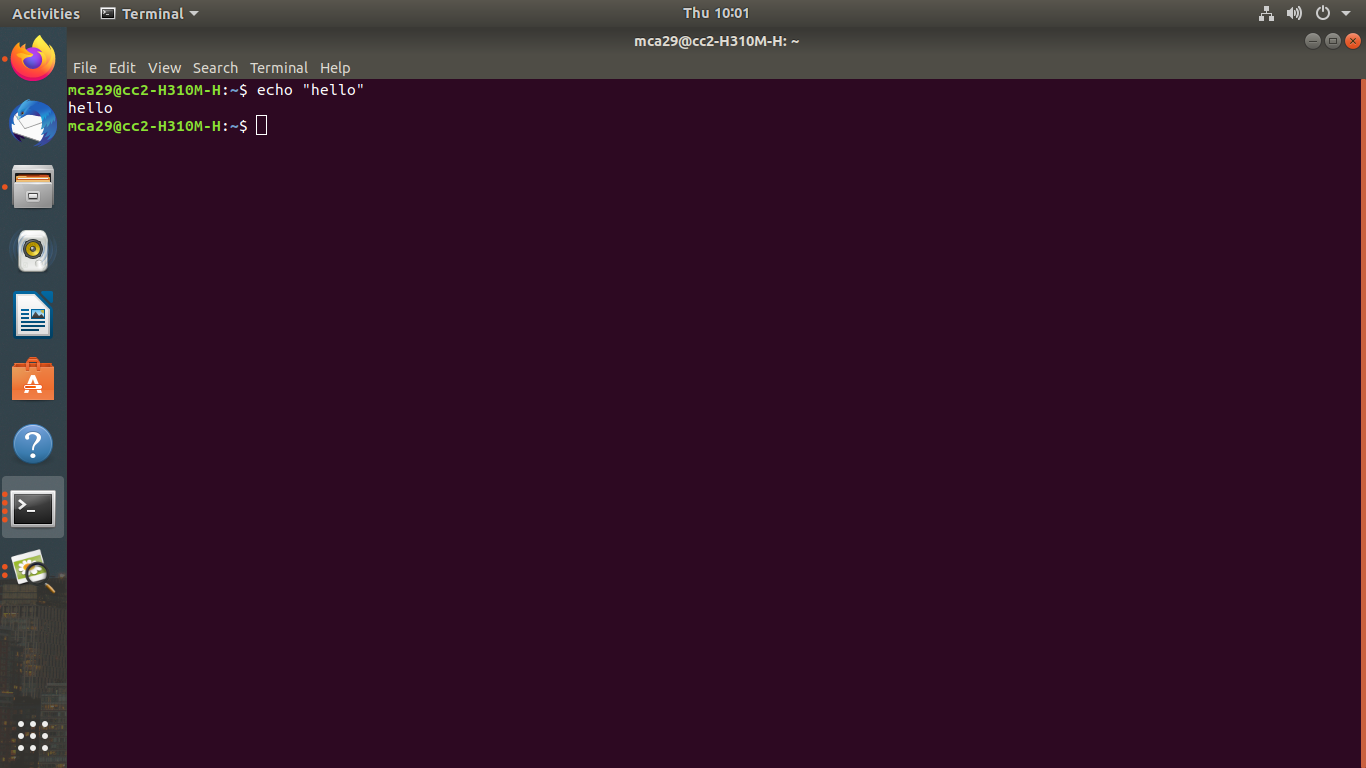 Activities Terminal Thu 10:01
mca29@cc2-H310M-H: ~
File Edit View Search Terminal Help
mca29@cc2-H310M-H:~$ echo "hello"
hello
mca29@cc2-H310M-H:~$